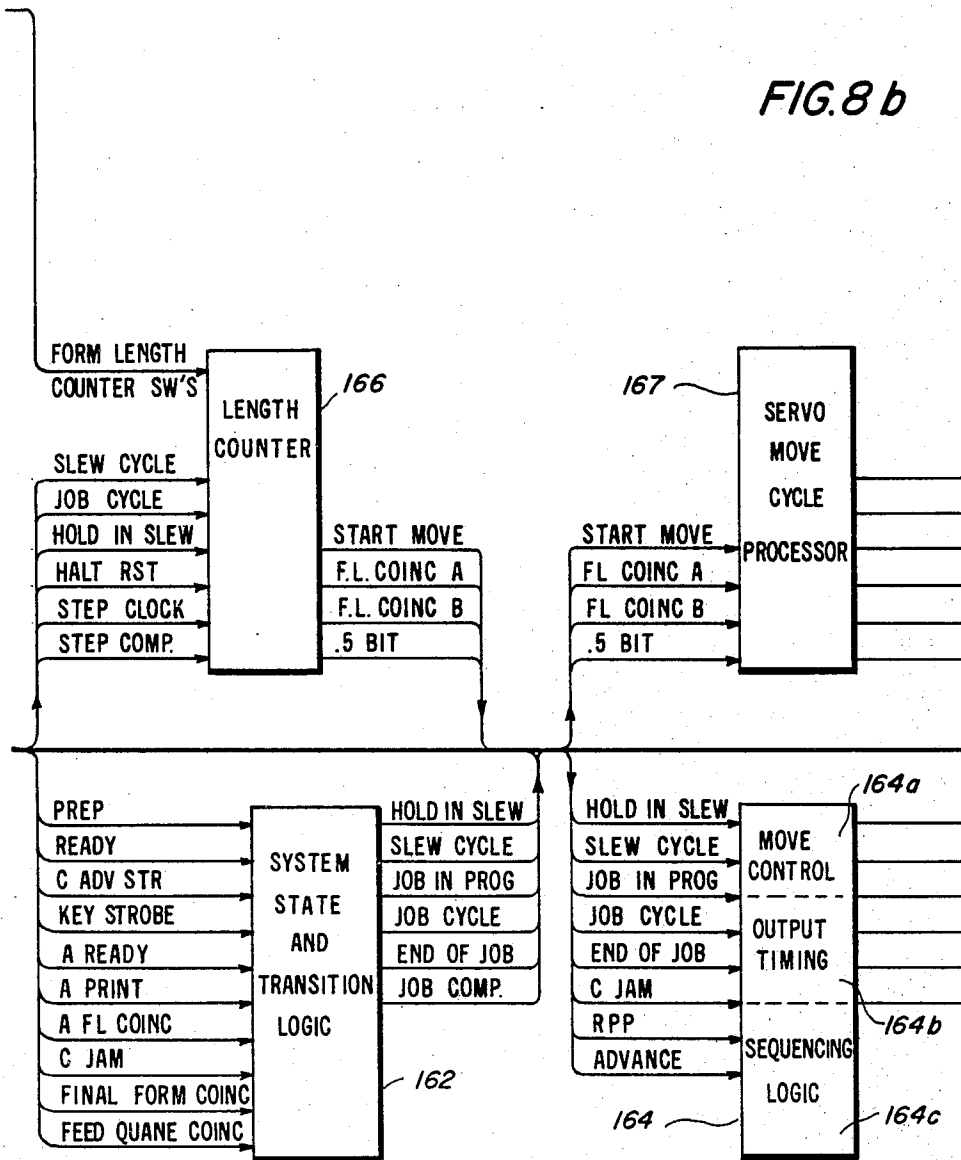 FIG.8 b
FORM LENGTH
COUNTER SW'S
166
LENGTH
COUNTER
SLEW CYCLE
JOB CYCLE
HOLD IN SLEW
HALT RST
STEP CLOCK
STEP COMP.
START MOVE
F.L. COINC A
F.L. COINC B
.5 BIT
167
SERVO
MOVE
CYCLE
PROCESSOR
START MOVE
FL COINC A
FL COINC B
.5 BIT
PREP
READY
C ADV STR
KEY STROBE
A READY
A PRINT
A FL COINC
C JAM
FINAL FORM COINC
FEED QUANE COINC
SYSTEM
STATE
AND
TRANSITION
LOGIC
162
HOLD IN SLEW
SLEW CYCLE
JOB IN PROG
JOB CYCLE
END OF JOB
JOB COMP.
HOLD IN SLEW
SLEW CYCLE
JOB IN PROG
JOB CYCLE
END OF JOB
C JAM
RPP
ADVANCE
164a
MOVE
CONTROL
OUTPUT
TIMING
164b
SEQUENCING
LOGIC
164
164c